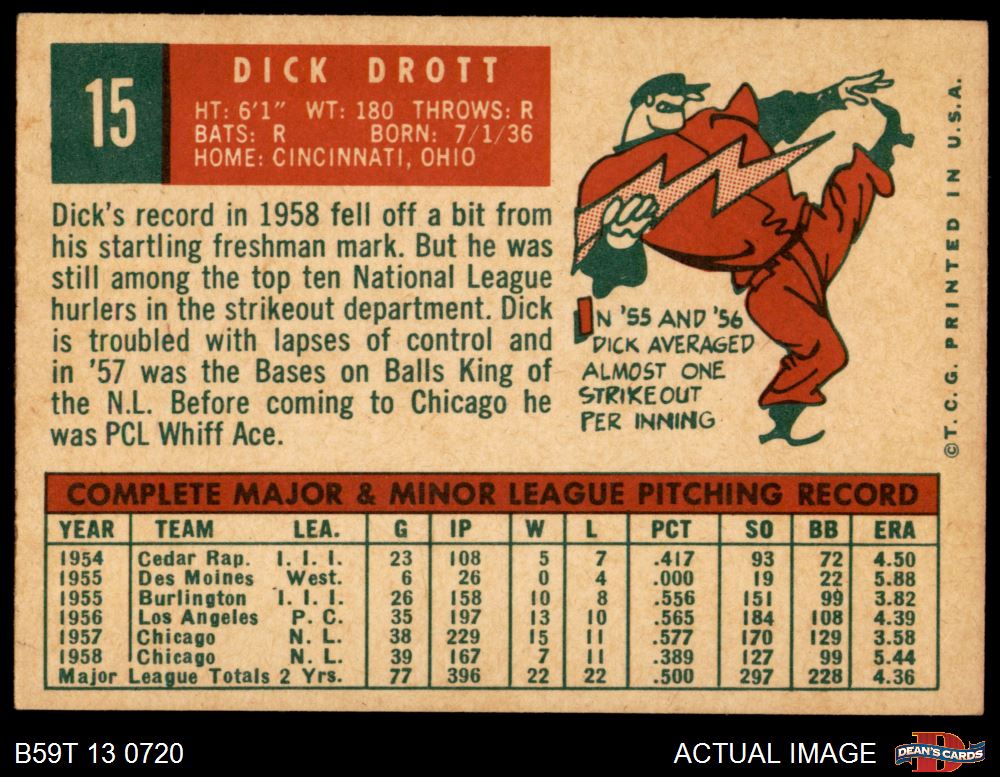 15
DICK DROTT
HT: 6'1" WT: 180 THROWS: R
BATS: R BORN: 7/1/36
HOME: CINCINNATI, OHIO
Dick's record in 1958 fell off a bit from
his startling freshman mark. But he was
still among the top ten National League
hurlers in the strikeout department. Dick
is troubled with lapses of control and
in '57 was the Bases on Balls King of
the N.L. Before coming to Chicago he
was PCL Whiff Ace.
IN '55 AND '56
DICK AVERAGED
ALMOST ONE
STRIKEOUT
PER INNING
©T. C. G. PRINTED IN U.S.A.
COMPLETE MAJOR & MINOR LEAGUE PITCHING RECORD
YEAR TEAM LEA. G IP W L PCT SO BB ERA
1954 Cedar Rap. I. I. I. 23 108 5 7 .417 93 72 4.50
1955 Des Moines West. 6 26 0 4 .000 19 22 5.88
1955 Burlington I. I. I. 26 158 10 8 .556 151 99 3.82
1956 Los Angeles P. C. 35 197 13 10 .565 184 108 4.39
1957 Chicago N. L. 38 229 15 11 .577 170 129 3.58
1958 Chicago N. L. 39 167 7 11 .389 127 99 5.44
Major League Totals 2 Yrs. 77 396 22 22 .500 297 228 4.36
B59T 13 0720
ACTUAL IMAGE
D
DEAN'S CARDS